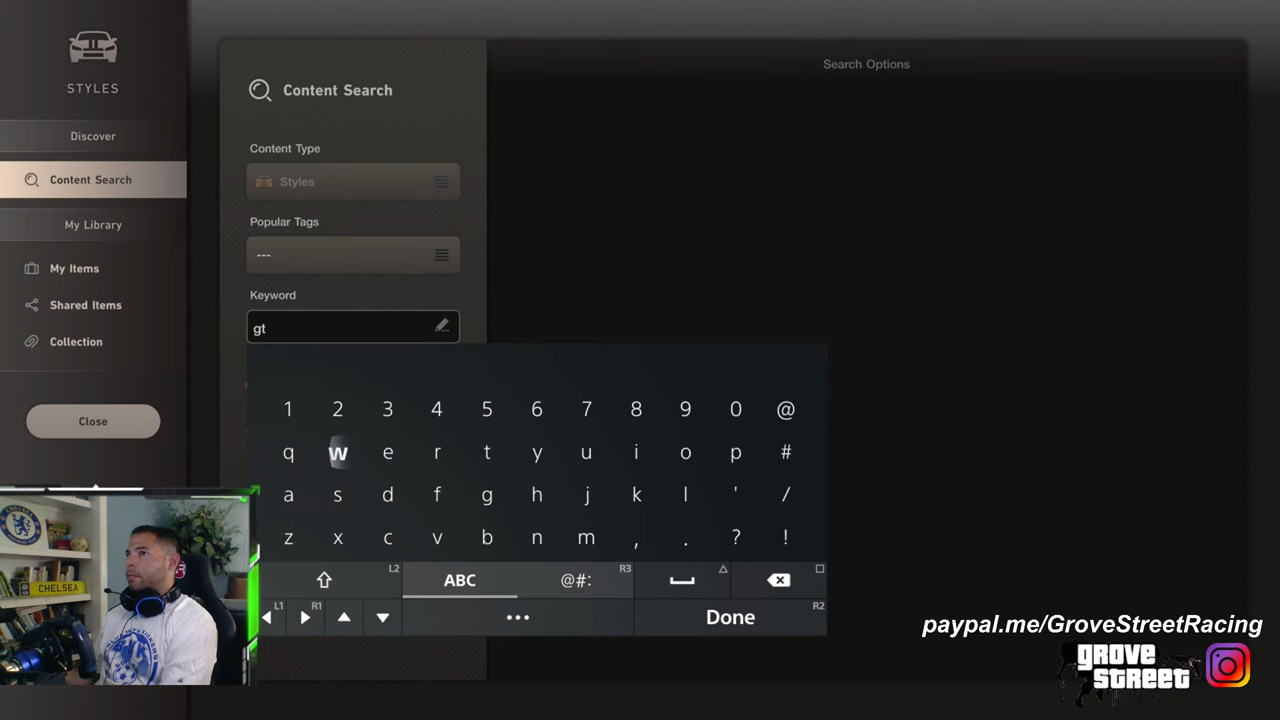 STYLES
Discover
Content Search
My Library
My Items
Shared Items
Collection
Close
Content Search
Content Type
Styles
Popular Tags
---
Keyword
gt
Search Options
1 2 3 4 5 6 7 8 9 0 @
q w e r t y u i o p #
a s d f g h j k l ' /
z x c v b n m , . ? !
L2 ABC @#: R3
L1 R1 ... Done R2
CHELSEA
paypal.me/GroveStreetRacing
GROVE
STREET